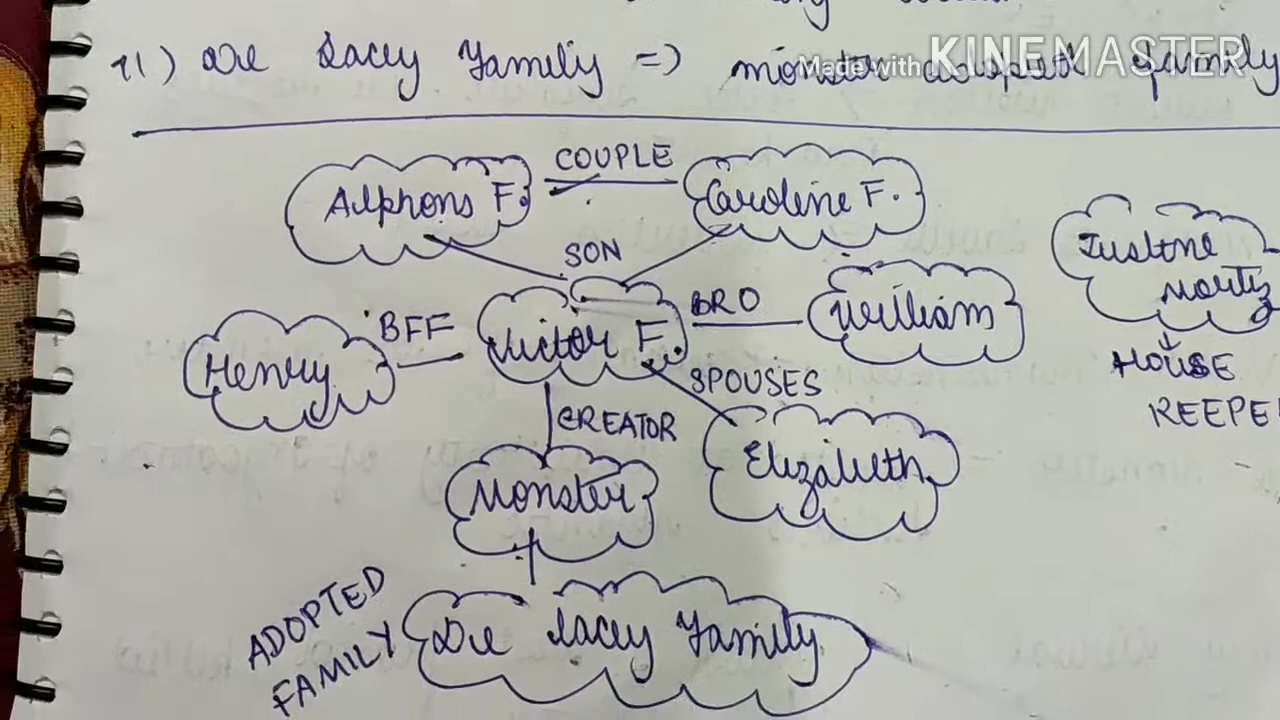 11) De Lacey Family => monster adopted family
Made with KINEMASTER
Alphons F.
COUPLE
Caroline F.
SON
Justine
Moritz
HOUSE
KEEPE
Henry
BFF
Victor F.
BRO
William
SPOUSES
Elizabeth
CREATOR
Monster
ADOPTED
FAMILY
De Lacey Family